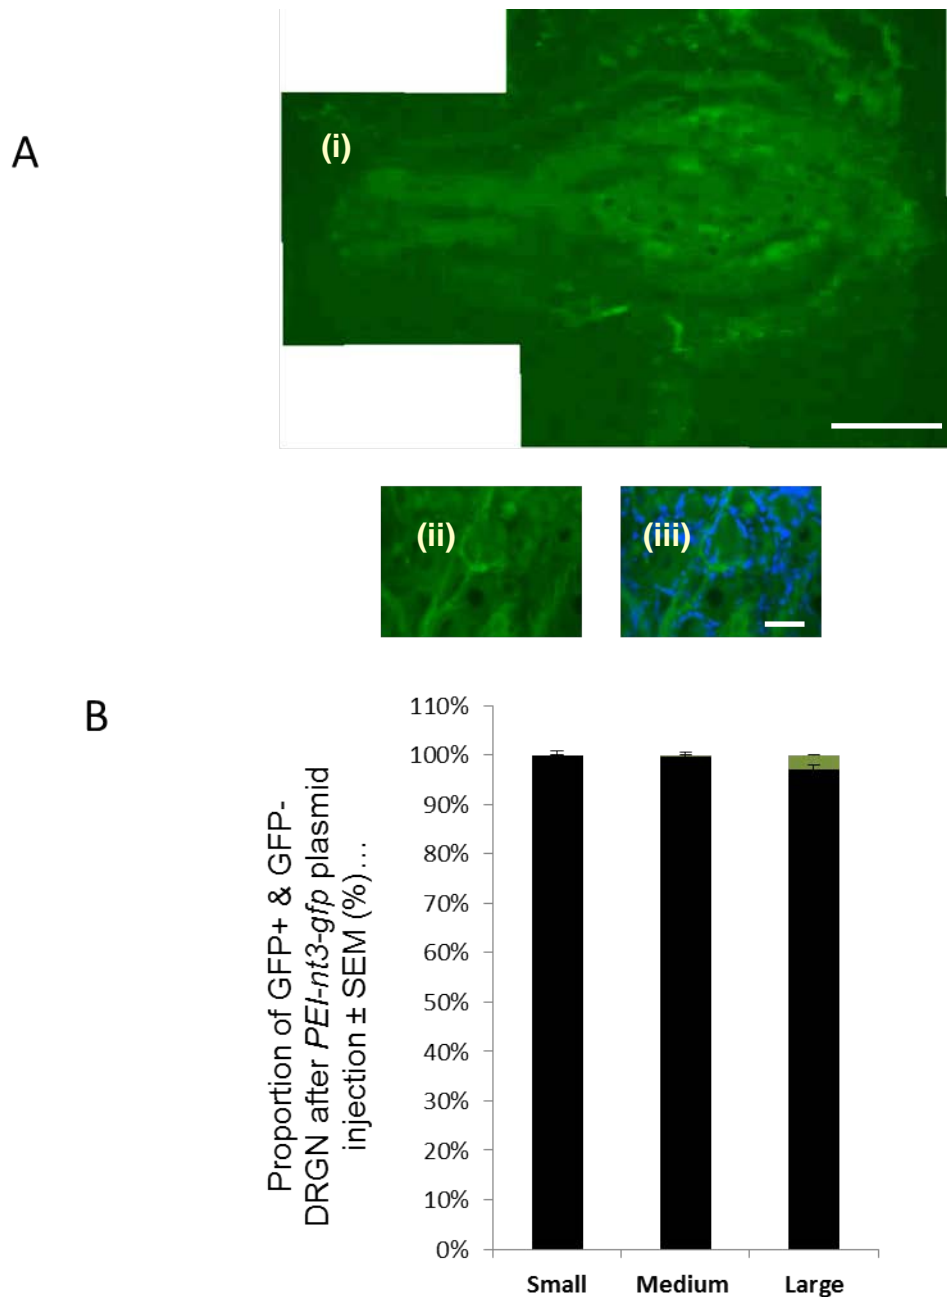 A
(i)
(ii)
(iii)
B
Proportion of GFP+ & GFP-
DRGN after PEI-nt3-gfp plasmid
injection ± SEM (%)...
110%
100%
90%
80%
70%
60%
50%
40%
30%
20%
10%
0%
Small
Medium
Large